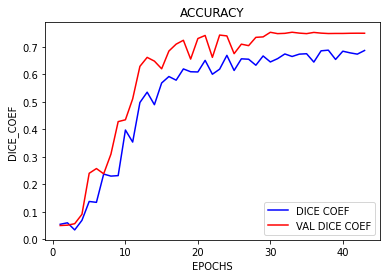 ACCURACY
DICE_COEF
0.7
0.6
0.5
0.4
0.3
0.2
0.1
0.0
0
10
20
30
40
EPOCHS
DICE COEF
VAL DICE COEF